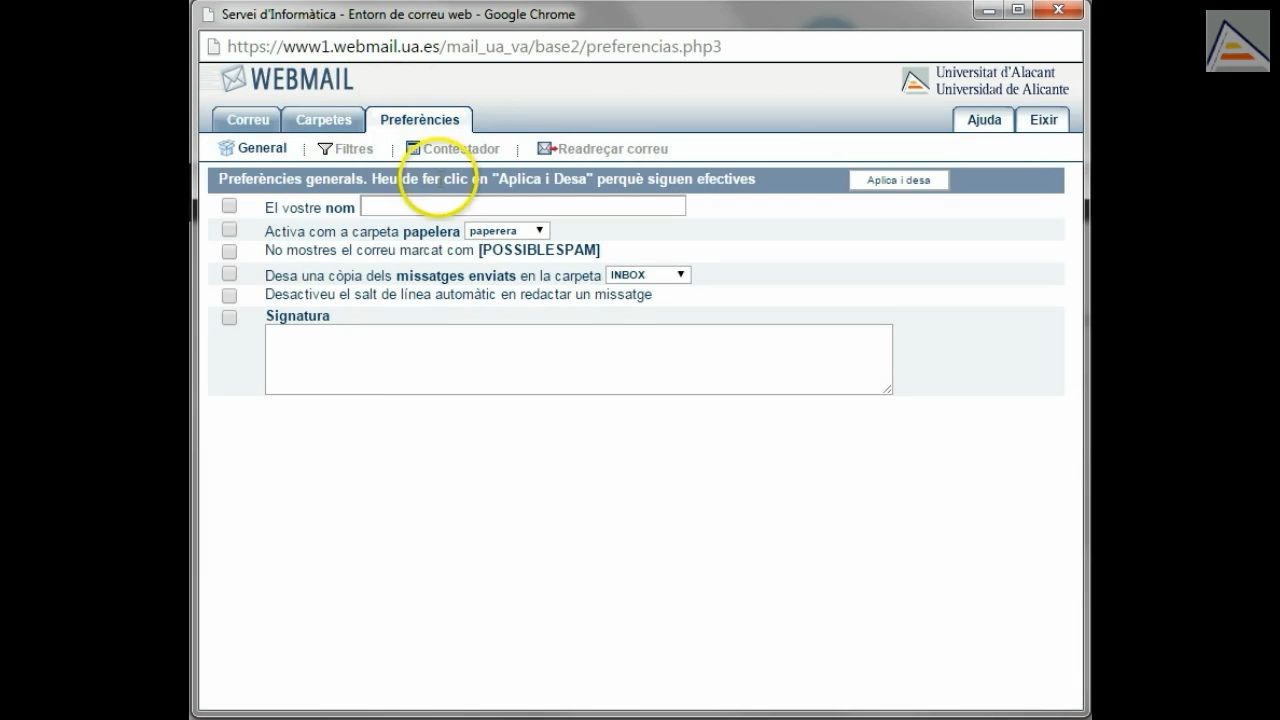 Servei d'Informàtica - Entorn de correu web - Google Chrome
https://www1.webmail.ua.es/mail_ua_va/base2/preferencias.php3
WEBMAIL
Universitat d'Alacant
Universidad de Alicante
Correu Carpetes Preferències Ajuda Eixir
General | Filtres | Contestador | Readreçar correu
Preferències generals. Heu de fer clic en "Aplica i Desa" perquè siguen efectives Aplica i desa
El vostre nom
Activa com a carpeta papelera paperera
No mostres el correu marcat com [POSSIBLESPAM]
Desa una còpia dels missatges enviats en la carpeta INBOX
Desactiveu el salt de línea automàtic en redactar un missatge
Signatura